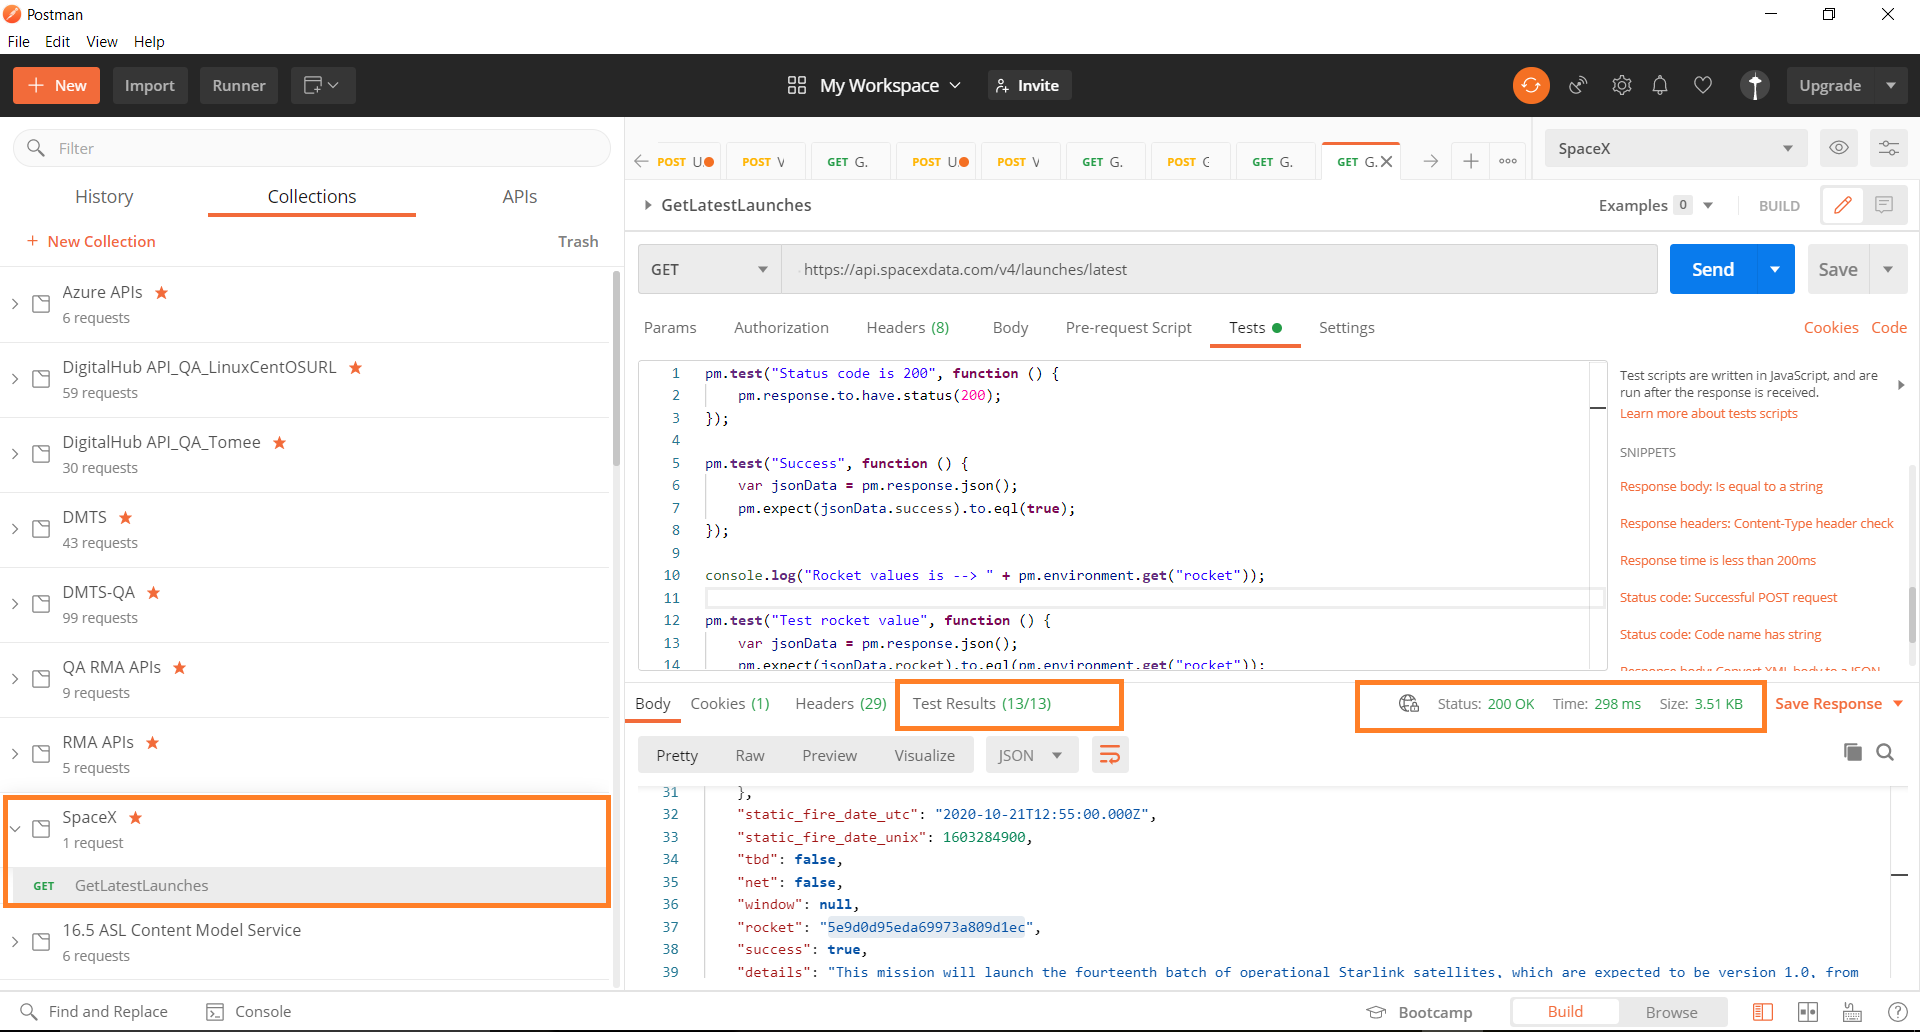 Postman
File Edit View Help
+ New Import Runner My Workspace Invite Upgrade
Filter
History Collections APIs
+ New Collection Trash
Azure APIs
6 requests
DigitalHub API_QA_LinuxCentOSURL
59 requests
DigitalHub API_QA_Tomee
30 requests
DMTS
43 requests
DMTS-QA
99 requests
QA RMA APIs
9 requests
RMA APIs
5 requests
SpaceX
1 request
GET GetLatestLaunches
16.5 ASL Content Model Service
6 requests
POST U POST V GET G. POST U POST V GET G. POST G GET G. GET G.
SpaceX
GetLatestLaunches Examples 0 BUILD
GET https://api.spacexdata.com/v4/launches/latest Send Save
Params Authorization Headers (8) Body Pre-request Script Tests Settings Cookies Code
1 pm.test("Status code is 200", function () {
2 pm.response.to.have.status(200);
3 });
4
5 pm.test("Success", function () {
6 var jsonData = pm.response.json();
7 pm.expect(jsonData.success).to.eql(true);
8 });
9
10 console.log("Rocket values is --> " + pm.environment.get("rocket"));
11
12 pm.test("Test rocket value", function () {
13 var jsonData = pm.response.json();
14 pm.expect(jsonData.rocket).to.eql(pm.environment.get("rocket"));
Test scripts are written in JavaScript, and are
run after the response is received.
Learn more about tests scripts
SNIPPETS
Response body: Is equal to a string
Response headers: Content-Type header check
Response time is less than 200ms
Status code: Successful POST request
Status code: Code name has string
Response body: Convert XML body to a JSON
Body Cookies (1) Headers (29) Test Results (13/13) Status: 200 OK Time: 298 ms Size: 3.51 KB Save Response
Pretty Raw Preview Visualize JSON
31 },
32 "static_fire_date_utc": "2020-10-21T12:55:00.000Z",
33 "static_fire_date_unix": 1603284900,
34 "tbd": false,
35 "net": false,
36 "window": null,
37 "rocket": "5e9d0d95eda69973a809d1ec",
38 "success": true,
39 "details": "This mission will launch the fourteenth batch of operational Starlink satellites, which are expected to be version 1.0, from
Find and Replace Console Bootcamp Build Browse